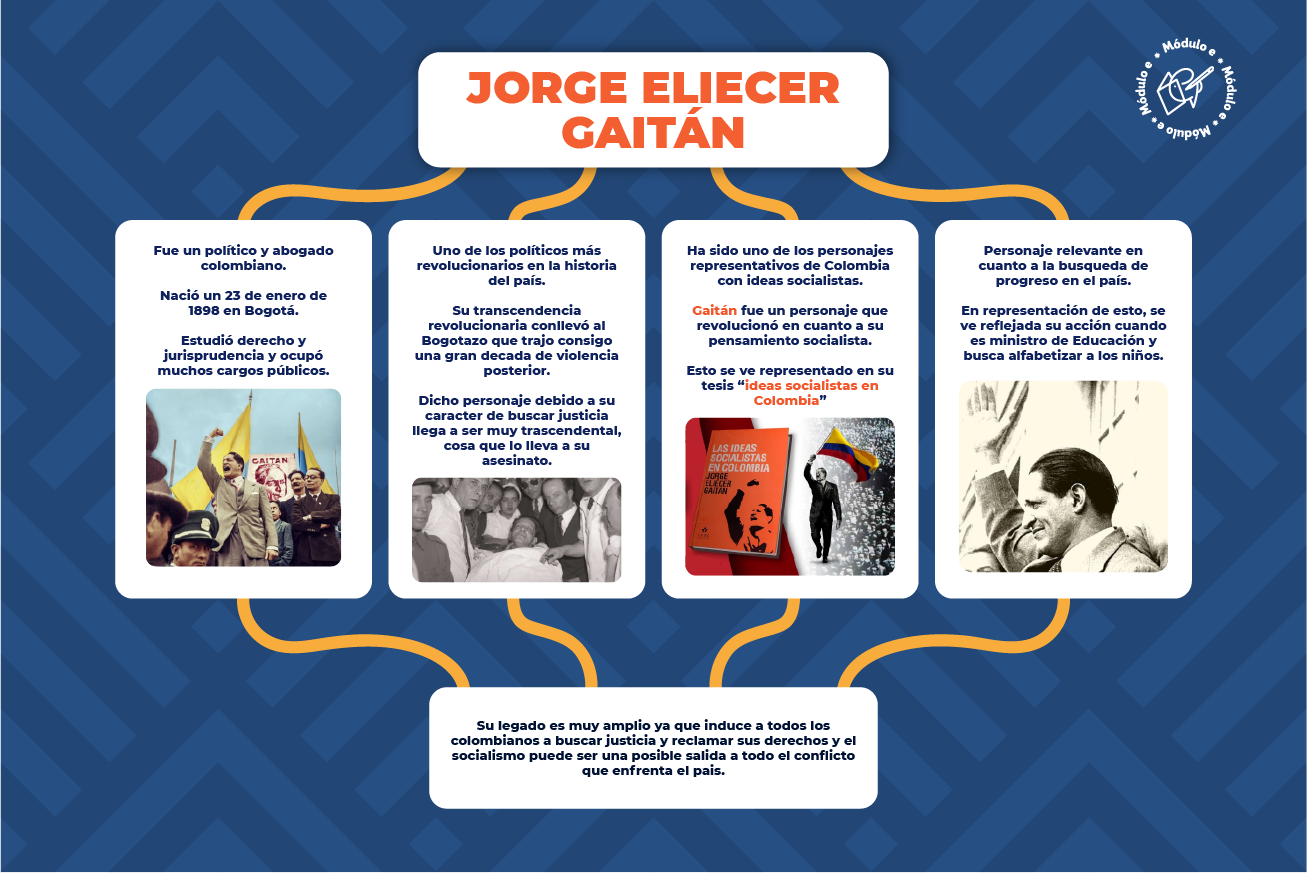 JORGE ELIECER
GAITÁN
Módulo e * Módulo e * Módulo e * Módulo e *
Fue un político y abogado
colombiano.
Nació un 23 de enero de
1898 en Bogotá.
Estudió derecho y
jurisprudencia y ocupó
muchos cargos públicos.
GAITAN
Uno de los políticos más
revolucionarios en la historia
del país.
Su transcendencia
revolucionaria conllevó al
Bogotazo que trajo consigo
una gran decada de violencia
posterior.
Dicho personaje debido a su
caracter de buscar justicia
llega a ser muy trascendental,
cosa que lo lleva a su
asesinato.
Ha sido uno de los personajes
representativos de Colombia
con ideas socialistas.
Gaitán fue un personaje que
revolucionó en cuanto a su
pensamiento socialista.
Esto se ve representado en su
tesis “ideas socialistas en
Colombia”
LAS IDEAS
SOCIALISTAS
EN COLOMBIA
JORGE
ELIECER
GAITÁN
Personaje relevante en
cuanto a la busqueda de
progreso en el país.
En representación de esto, se
ve reflejada su acción cuando
es ministro de Educación y
busca alfabetizar a los niños.
Su legado es muy amplio ya que induce a todos los
colombianos a buscar justicia y reclamar sus derechos y el
socialismo puede ser una posible salida a todo el conflicto
que enfrenta el pais.